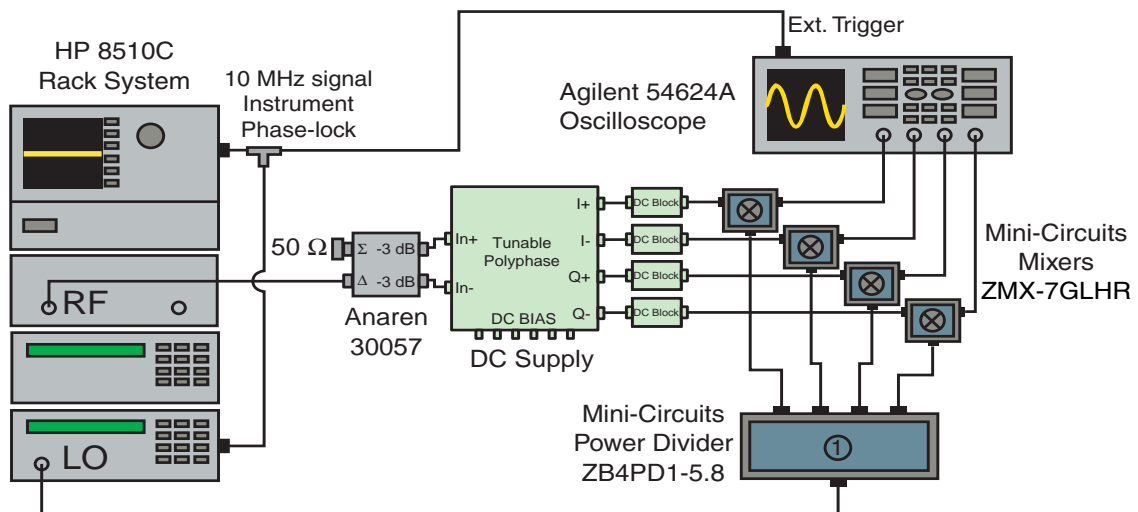 HP 8510C
Rack System
10 MHz signal
Instrument
Phase-lock
Ext. Trigger
Agilent 54624A
Oscilloscope
RF
LO
50 Ω
Σ -3 dB
Δ -3 dB
Anaren
30057
In+
In-
Tunable
Polyphase
I+
I-
Q+
Q-
DC BIAS
DC Supply
DC Block
DC Block
DC Block
DC Block
Mini-Circuits
Mixers
ZMX-7GLHR
Mini-Circuits
Power Divider
ZB4PD1-5.8
1